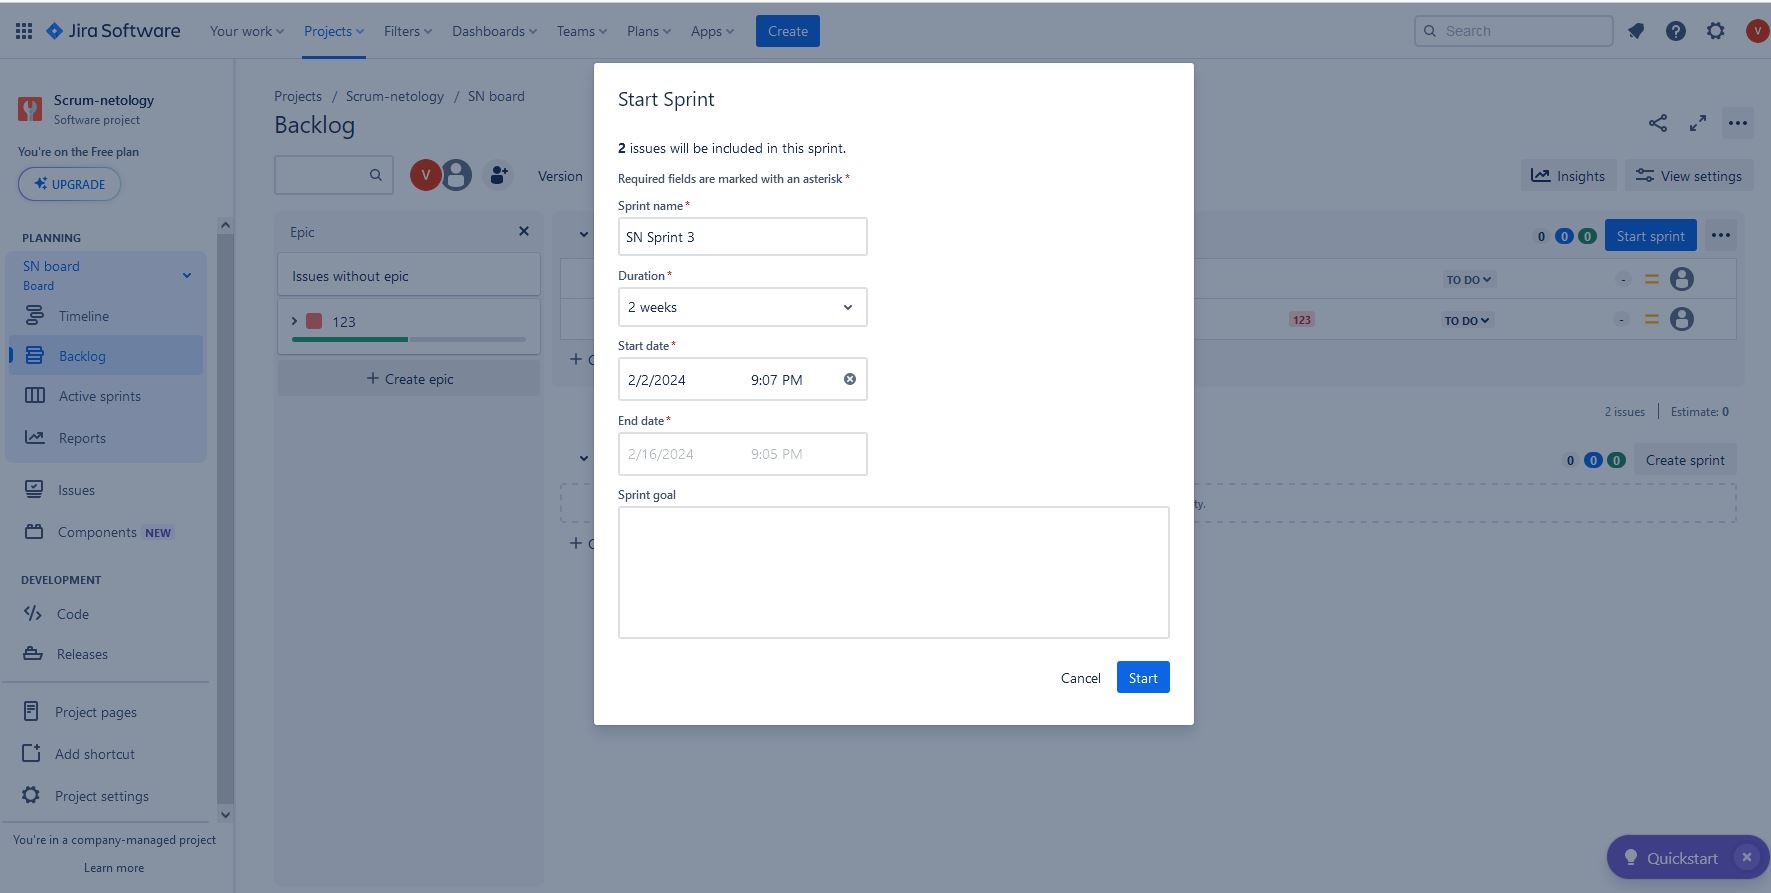 Jira Software
Your work
Projects
Filters
Dashboards
Teams
Plans
Apps
Create
Search
V
Scrum-netology
Software project
You're on the Free plan
UPGRADE
PLANNING
SN board
Board
Timeline
Backlog
Active sprints
Reports
Issues
Components NEW
DEVELOPMENT
Code
Releases
Project pages
Add shortcut
Project settings
You're in a company-managed project
Learn more
Projects / Scrum-netology / SN board
Backlog
V
Version
Insights
View settings
Epic
Issues without epic
123
Create epic
Start Sprint
2 issues will be included in this sprint.
Required fields are marked with an asterisk *
Sprint name *
SN Sprint 3
Duration *
2 weeks
Start date *
2/2/2024 9:07 PM
End date *
2/16/2024 9:05 PM
Sprint goal
Cancel
Start
0 0 0 Start sprint
TO DO -
123 TO DO -
2 issues Estimate: 0
0 0 0 Create sprint
Quickstart